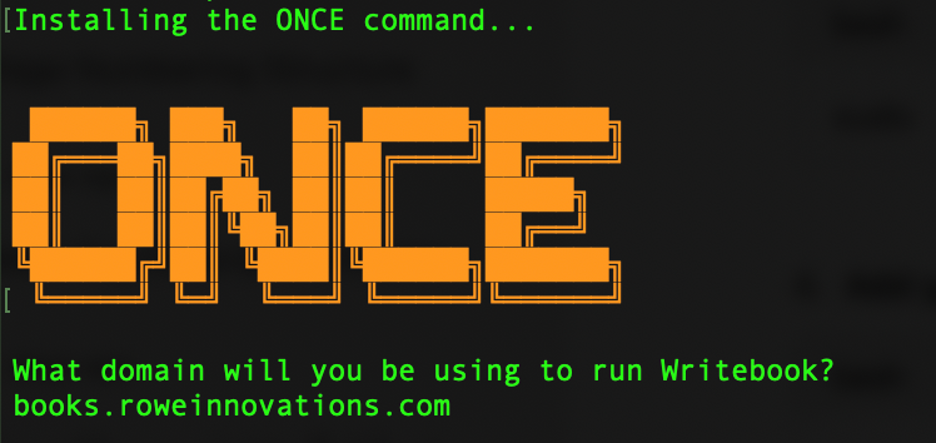 Installing the ONCE command...
ONCE
What domain will you be using to run Writebook?
books.roweinnovations.com